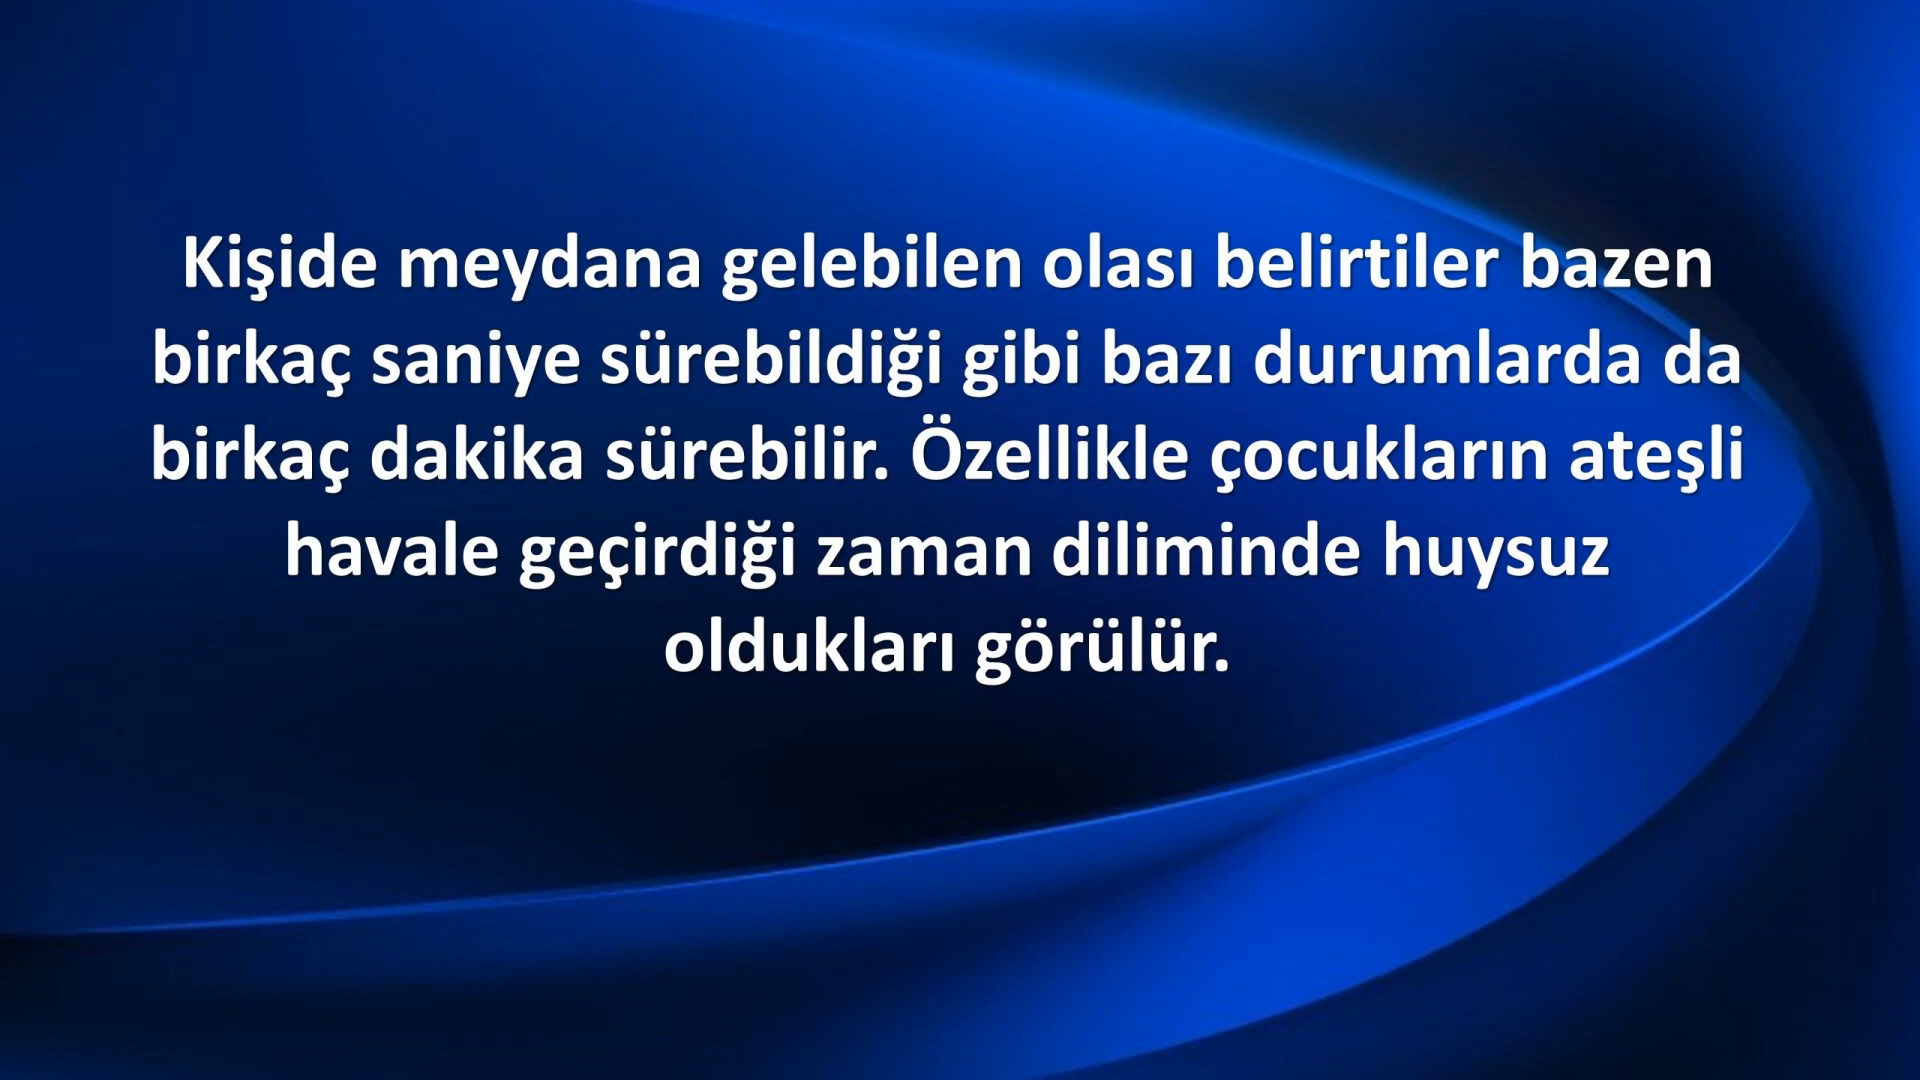 Kişide meydana gelebilen olası belirtiler bazen
birkaç saniye sürebildiği gibi bazı durumlarda da
birkaç dakika sürebilir. Özellikle çocukların ateşli
havale geçirdiği zaman diliminde huysuz
oldukları görülür.